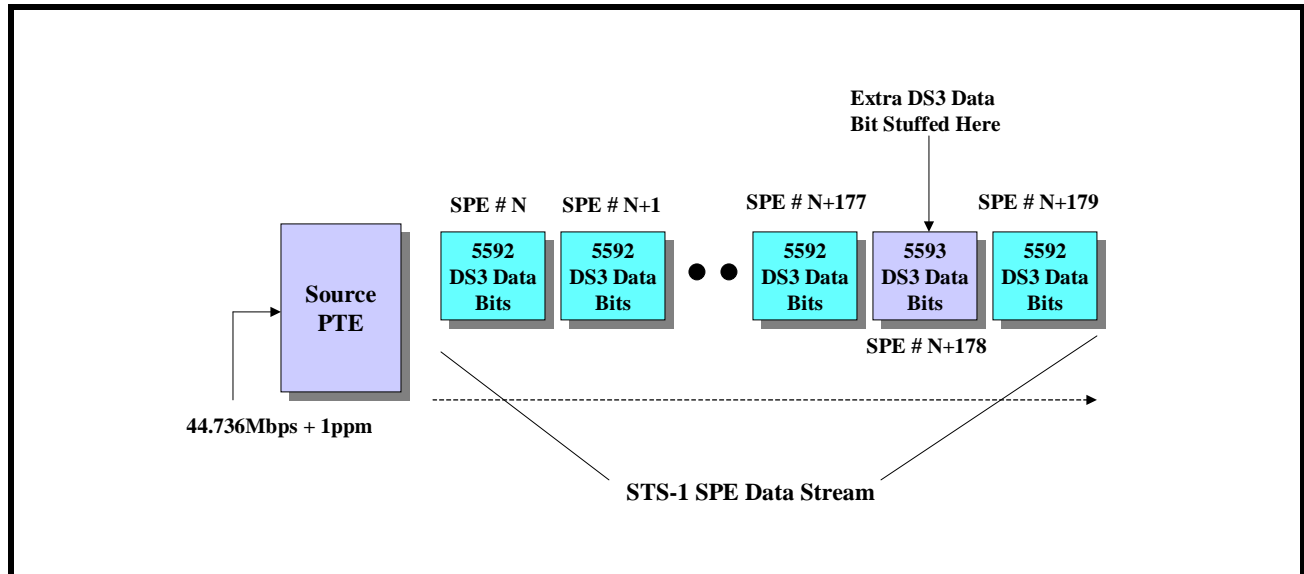 Extra DS3 Data
Bit Stuffed Here
SPE # N
SPE # N+1
SPE # N+177
SPE # N+179
Source
PTE
5592
DS3 Data
Bits
5592
DS3 Data
Bits
5592
DS3 Data
Bits
5593
DS3 Data
Bits
5592
DS3 Data
Bits
SPE # N+178
44.736Mbps + 1ppm
STS-1 SPE Data Stream